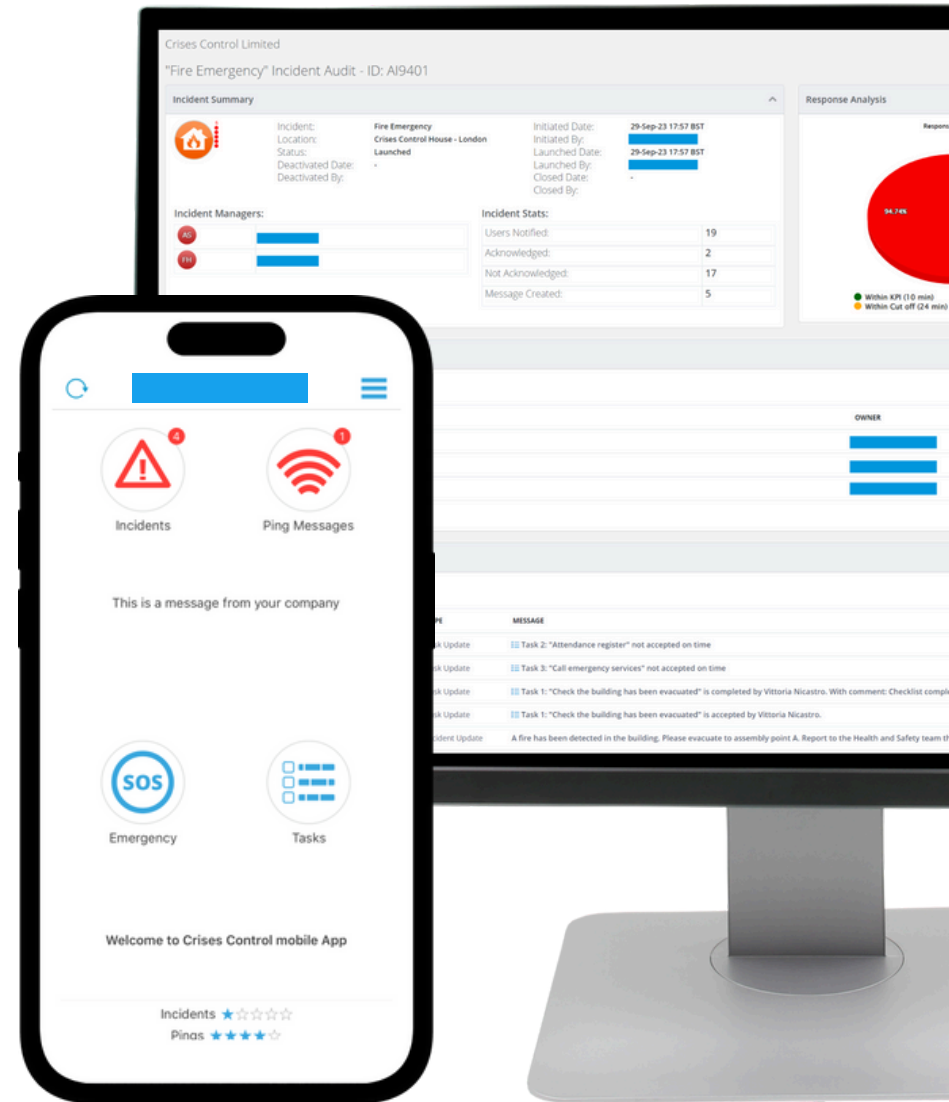 Crises Control Limited
"Fire Emergency" Incident Audit - ID: AI9401
Incident Summary
Incident: Fire Emergency
Location: Crises Control House - London
Status: Launched
Deactivated Date: -
Deactivated By:
Initiated Date: 29-Sep-23 17:57 BST
Initiated By:
Launched Date: 29-Sep-23 17:57 BST
Launched By:
Closed Date: -
Closed By:
Incident Managers:
AS
FH
Incident Stats:
Users Notified: 19
Acknowledged: 2
Not Acknowledged: 17
Message Created: 5
Response Analysis
94.74%
Within KPI (10 min)
Within Cut off (24 min)
OWNER
MESSAGE
Update
Task 2: "Attendance register" not accepted on time
Update
Task 3: "Call emergency services" not accepted on time
Update
Task 1: "Check the building has been evacuated" is completed by Vittoria Nicastro. With comment: Checklist
Update
Task 1: "Check the building has been evacuated" is accepted by Vittoria Nicastro.
Update
A fire has been detected in the building. Please evacuate to assembly point A. Report to the Health and Safety team
4
1
Incidents
Ping Messages
This is a message from your company
SOS
Emergency
Tasks
Welcome to Crises Control mobile App
Incidents
Pings